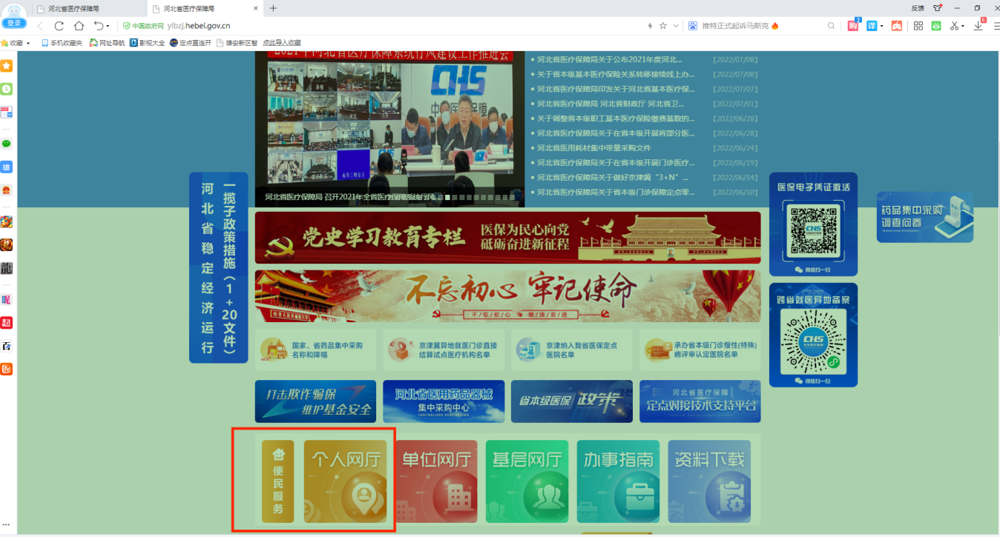 登录
河北省医疗保障局
河北省医疗保障局
反馈
中国政府网 ylbzj.hebei.gov.cn
推特正式起诉马斯克
2
6
购
译
收藏
手机收藏夹
网址导航
影视大全
定点直连开
雄安新区智
点此导入收藏
2021年河北省医疗保障系统行风建设工作推进会
CHS
河北省医疗保障局 召开2021年全省医疗保障系统行风...
河北省医疗保障局关于公布2021年度河北... [2022/07/08]
关于省本级基本医疗保险关系转移接续线上办... [2022/07/08]
河北省医疗保障局印发关于河北省基本医疗保... [2022/07/07]
河北省医疗保障局 河北省财政厅 河北省卫... [2022/07/01]
关于调整省本级职工基本医疗保险缴费基数的... [2022/06/28]
河北省医疗保障局关于在省本级开展将部分医... [2022/06/28]
河北省医用耗材集中带量采购文件 [2022/06/24]
河北省医疗保障局关于在省本级开展门诊医疗... [2022/06/19]
河北省医疗保障局关于做好京津冀“3+N”... [2022/06/14]
河北省医疗保障局关于省本级门诊保障定点零... [2022/06/10]
一揽子政策措施（1+20文件）
河北省稳定经济运行
党史学习教育专栏
医保为民心向党
砥砺奋进新征程
不忘初心 牢记使命
不/忘/初/心 继/续/前/进
医保电子凭证激活
CHS
微信扫一扫
跨省就医异地备案
CHS
微信扫一扫
药品集中采购
调查问卷
国家、省药品集中采购
名称和降幅
京津冀异地就医门诊直接
结算试点医疗机构名单
京津纳入我省医保定点
医院名单
承办省本级门诊慢性(特殊)
病评审认定医院名单
打击欺诈骗保
维护基金安全
河北省医用药品器械
集中采购中心
CENTRALIZED PURCHASING
省本级医保 政策
河北省医疗保障
定点对接技术支持平台
便民服务
个人网厅
单位网厅
基层网厅
办事指南
资料下载